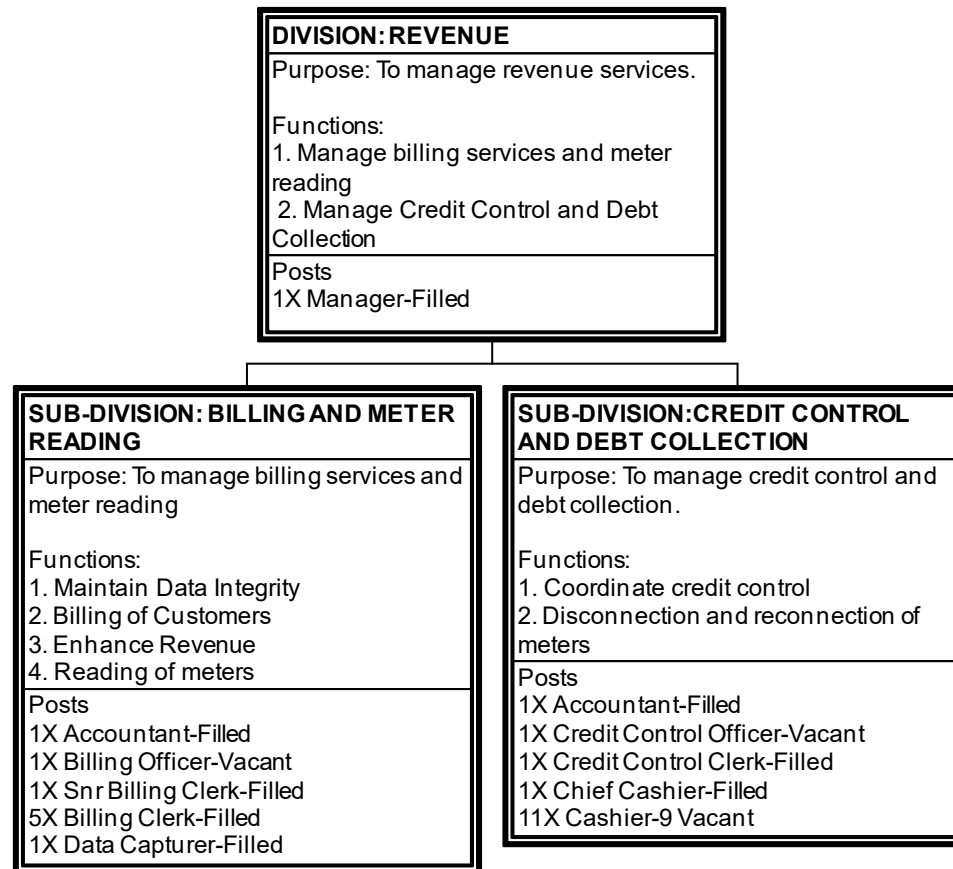 DIVISION: REVENUE
Purpose: To manage revenue services.
Functions:
1. Manage billing services and meter
reading
2. Manage Credit Control and Debt
Collection
Posts
1X Manager-Filled
SUB-DIVISION: BILLING AND METER
READING
Purpose: To manage billing services and
meter reading
Functions:
1. Maintain Data Integrity
2. Billing of Customers
3. Enhance Revenue
4. Reading of meters
Posts
1X Accountant-Filled
1X Billing Officer-Vacant
1X Snr Billing Clerk-Filled
5X Billing Clerk-Filled
1X Data Capturer-Filled
SUB-DIVISION:CREDIT CONTROL
AND DEBT COLLECTION
Purpose: To manage credit control and
debt collection.
Functions:
1. Coordinate credit control
2. Disconnection and reconnection of
meters
Posts
1X Accountant-Filled
1X Credit Control Officer-Vacant
1X Credit Control Clerk-Filled
1X Chief Cashier-Filled
11X Cashier-9 Vacant